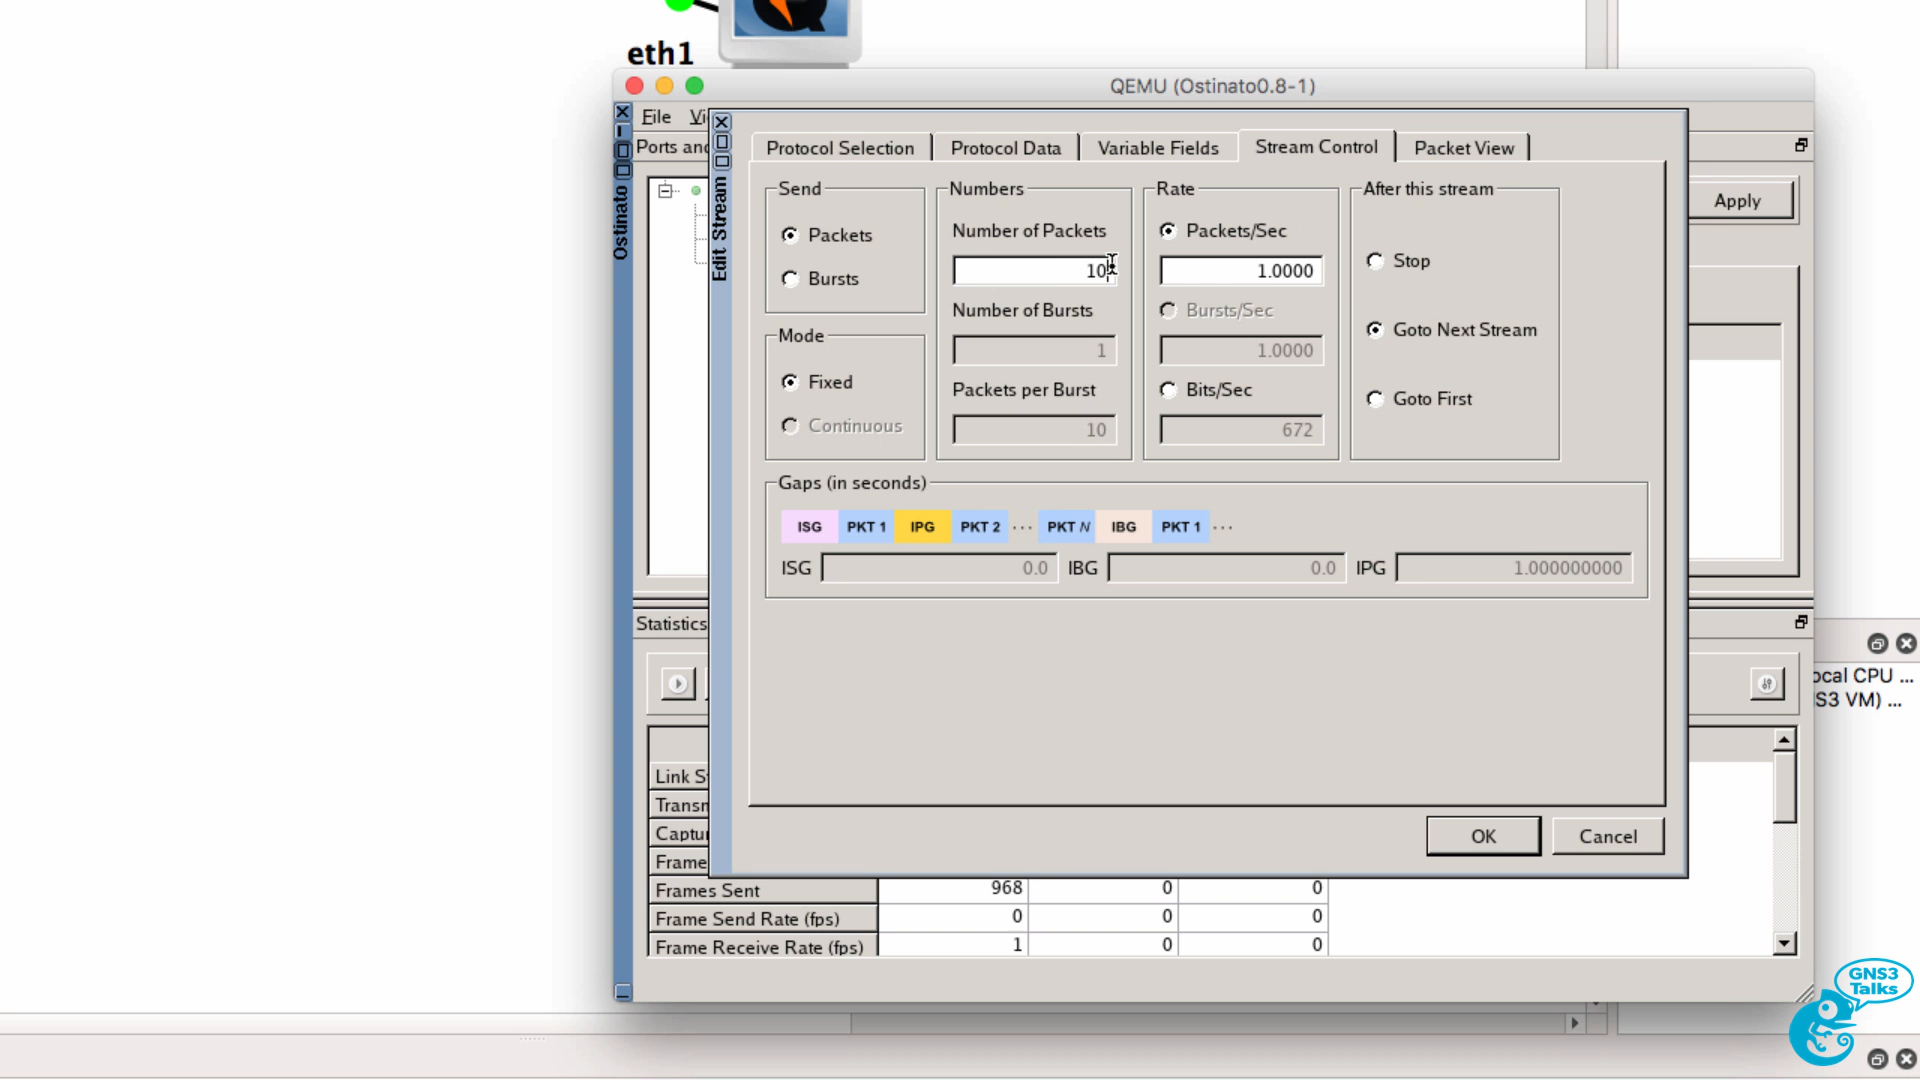 eth1
QEMU (Ostinato0.8-1)
File Vi
Ports and
Ostinato
Edit Stream
Protocol Selection
Protocol Data
Variable Fields
Stream Control
Packet View
Apply
Send
Packets
Bursts
Mode
Fixed
Continuous
Numbers
Number of Packets
10
Number of Bursts
1
Packets per Burst
10
Rate
Packets/Sec
1.0000
Bursts/Sec
1.0000
Bits/Sec
672
After this stream
Stop
Goto Next Stream
Goto First
Gaps (in seconds)
ISG PKT 1 IPG PKT 2 ... PKT N IBG PKT 1 ...
ISG 0.0 IBG 0.0 IPG 1.000000000
OK
Cancel
Statistics
Link S
Transm
Captu
Frame
Frames Sent 968 0 0
Frame Send Rate (fps) 0 0 0
Frame Receive Rate (fps) 1 0 0
ocal CPU ...
S3 VM) ...
GNS3
Talks